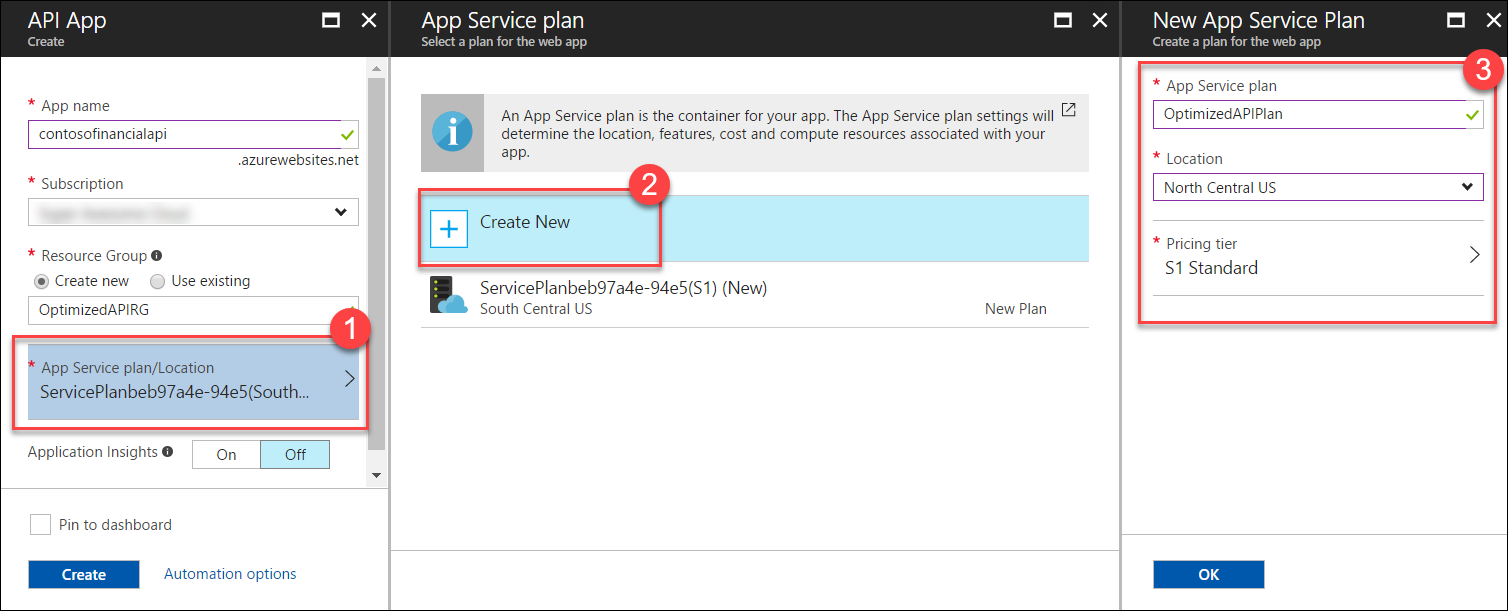 API App
Create
* App name
contosofinancialapi
.azurewebsites.net
* Subscription
* Resource Group
Create new
Use existing
OptimizedAPIRG
1
* App Service plan/Location
ServicePlanbeb97a4e-94e5(South...
Application Insights
On
Off
Pin to dashboard
Create
Automation options
App Service plan
Select a plan for the web app
An App Service plan is the container for your app. The App Service plan settings will
determine the location, features, cost and compute resources associated with your
app.
2
Create New
ServicePlanbeb97a4e-94e5(S1) (New)
South Central US
New Plan
New App Service Plan
Create a plan for the web app
3
* App Service plan
OptimizedAPIPlan
* Location
North Central US
* Pricing tier
S1 Standard
OK